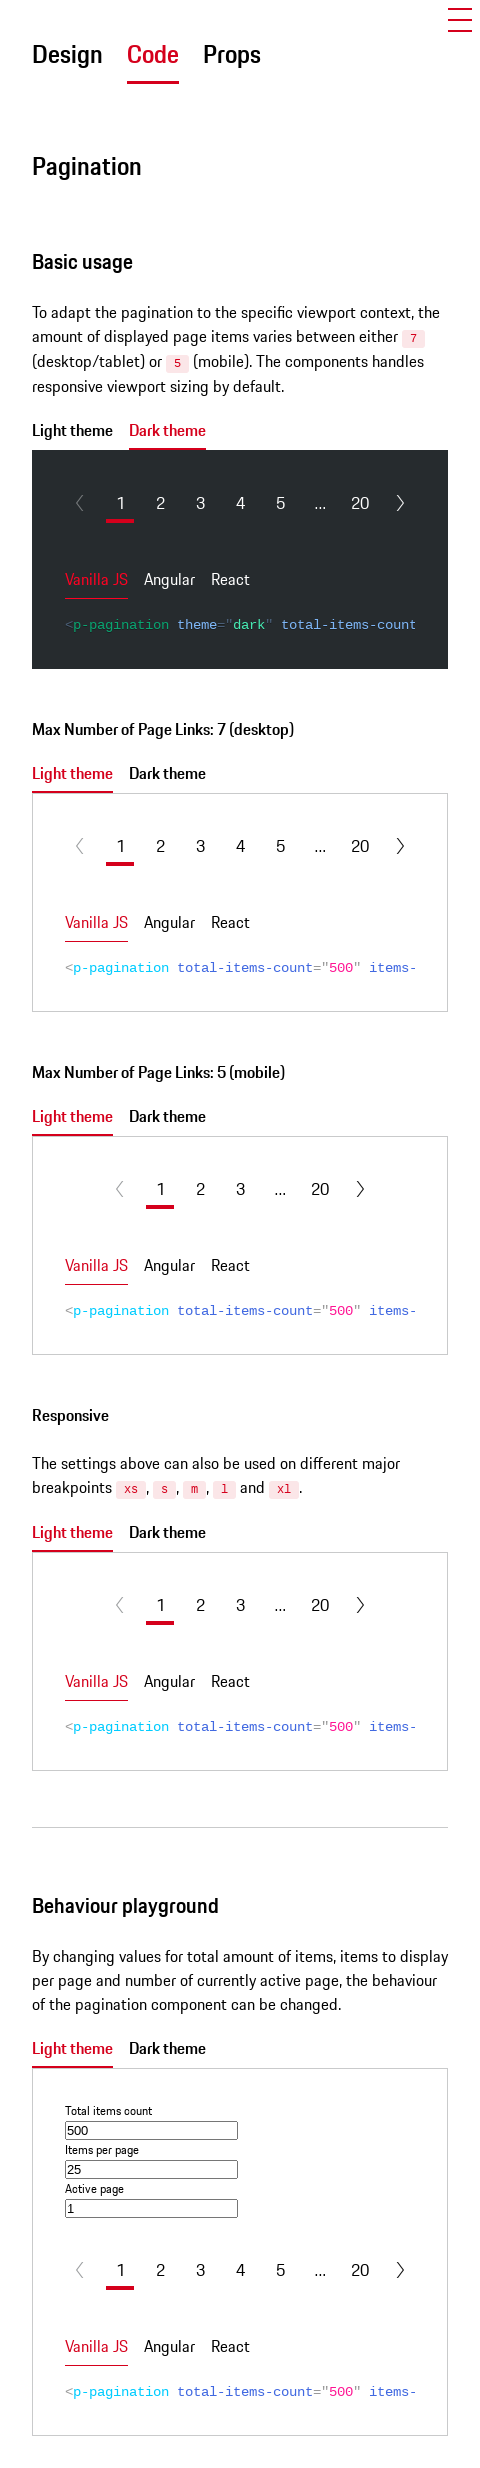 Design Code Props
Pagination
Basic usage
To adapt the pagination to the specific viewport context, the
amount of displayed page items varies between either 7
(desktop/tablet) or 5 (mobile). The components handles
responsive viewport sizing by default.
Light theme Dark theme
1 2 3 4 5 ... 20
Vanilla JS Angular React
<p-pagination theme="dark" total-items-count
Max Number of Page Links: 7 (desktop)
Light theme Dark theme
1 2 3 4 5 ... 20
Vanilla JS Angular React
<p-pagination total-items-count="500" items-
Max Number of Page Links: 5 (mobile)
Light theme Dark theme
1 2 3 ... 20
Vanilla JS Angular React
<p-pagination total-items-count="500" items-
Responsive
The settings above can also be used on different major
breakpoints xs, s, m, l and xl.
Light theme Dark theme
1 2 3 ... 20
Vanilla JS Angular React
<p-pagination total-items-count="500" items-
Behaviour playground
By changing values for total amount of items, items to display
per page and number of currently active page, the behaviour
of the pagination component can be changed.
Light theme Dark theme
Total items count
500
Items per page
25
Active page
1
1 2 3 4 5 ... 20
Vanilla JS Angular React
<p-pagination total-items-count="500" items-